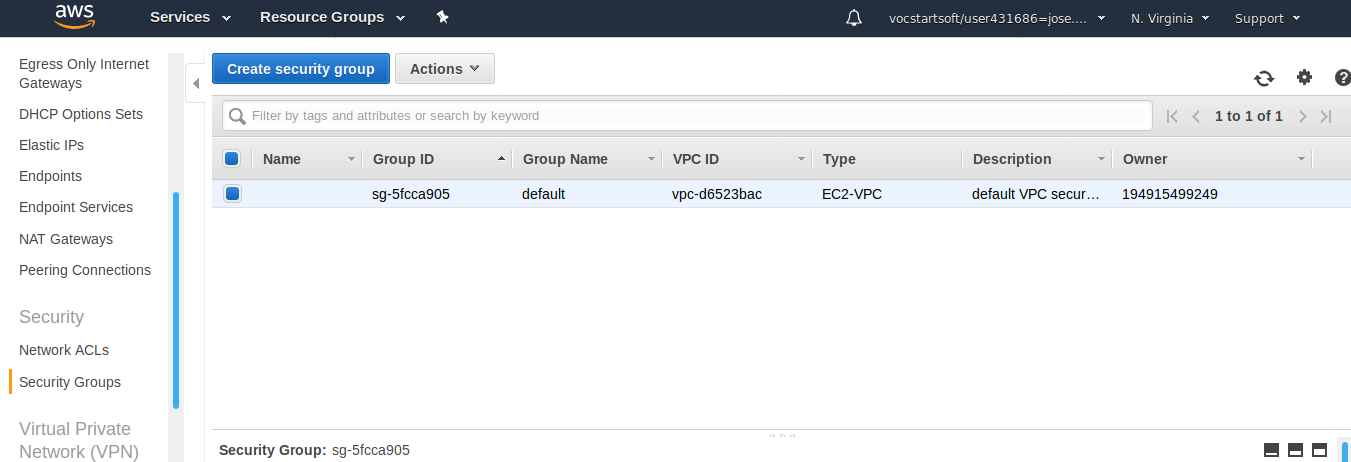 aws Services Resource Groups vocstartsoft/user431686=jose.... N. Virginia Support
Egress Only Internet
Gateways
DHCP Options Sets
Elastic IPs
Endpoints
Endpoint Services
NAT Gateways
Peering Connections
Security
Network ACLs
Security Groups
Virtual Private
Network (VPN)
Create security group Actions
Filter by tags and attributes or search by keyword 1 to 1 of 1
Name Group ID Group Name VPC ID Type Description Owner
sg-5fcca905 default vpc-d6523bac EC2-VPC default VPC secur… 194915499249
Security Group: sg-5fcca905